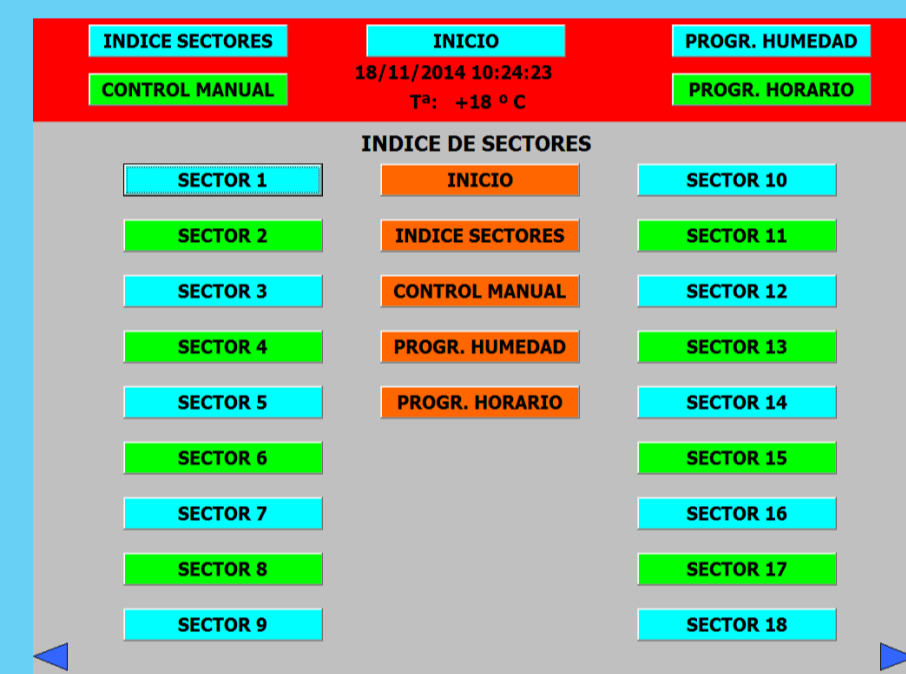 INDICE SECTORES
INICIO
PROGR. HUMEDAD
CONTROL MANUAL
18/11/2014 10:24:23
Tª: +18 º C
PROGR. HORARIO
INDICE DE SECTORES
SECTOR 1
INICIO
SECTOR 10
SECTOR 2
INDICE SECTORES
SECTOR 11
SECTOR 3
CONTROL MANUAL
SECTOR 12
SECTOR 4
PROGR. HUMEDAD
SECTOR 13
SECTOR 5
PROGR. HORARIO
SECTOR 14
SECTOR 6
SECTOR 15
SECTOR 7
SECTOR 16
SECTOR 8
SECTOR 17
SECTOR 9
SECTOR 18